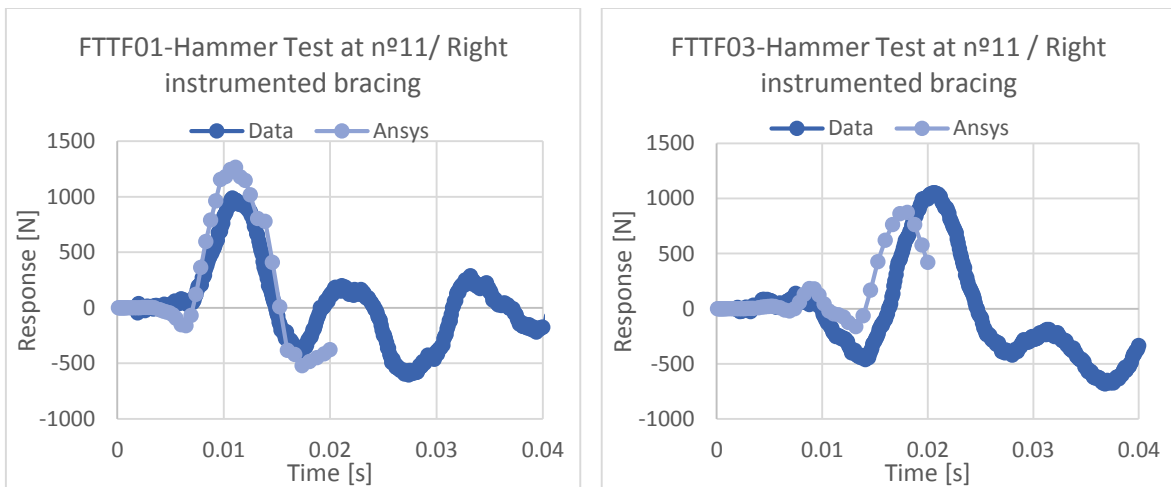 FTTF01-Hammer Test at nº11/ Right
instrumented bracing
Data
Ansys
1500
1000
500
0
-500
-1000
Response [N]
0
0.01
0.02
0.03
0.04
Time [s]
FTTF03-Hammer Test at nº11 / Right
instrumented bracing
Data
Ansys
1500
1000
500
0
-500
-1000
Response [N]
0
0.01
0.02
0.03
0.04
Time [s]